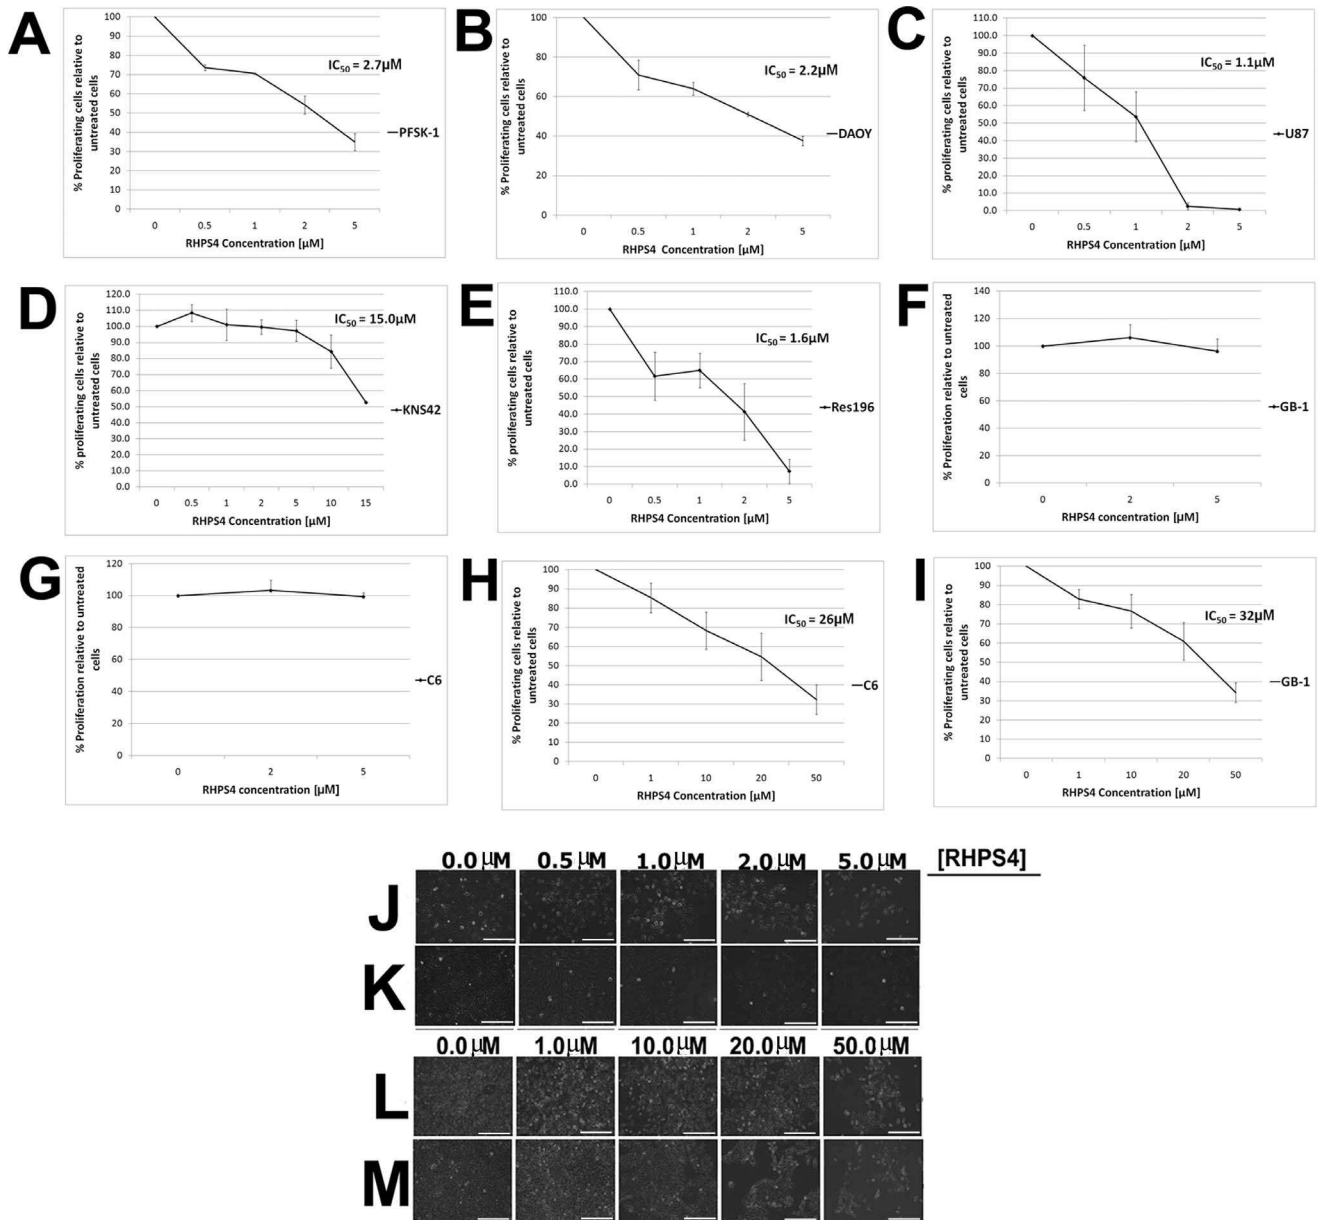 A
% Proliferating cells relative to
untreated cells
100
90
80
70
60
50
40
30
20
10
0
IC50 = 2.7µM
PFSK-1
0 0.5 1 2 5
RHPS4 Concentration [µM]
B
% Proliferating cells relative to
untreated cells
100
80
60
40
20
0
IC50 = 2.2µM
DAOY
0 0.5 1 2 5
RHPS4 Concentration [µM]
C
% proliferating cells relative to
untreated cells
110.0
100.0
90.0
80.0
70.0
60.0
50.0
40.0
30.0
20.0
10.0
0.0
IC50 = 1.1µM
U87
0 0.5 1 2 5
RHPS4 Concentration [µM]
D
% proliferating cells relative to
untreated cells
120.0
110.0
100.0
90.0
80.0
70.0
60.0
50.0
40.0
30.0
20.0
10.0
0.0
IC50 = 15.0µM
KNS42
0 0.5 1 2 5 10 15
RHPS4 Concentration [µM]
E
% proliferating cells relative to
untreated cells
110.0
100.0
90.0
80.0
70.0
60.0
50.0
40.0
30.0
20.0
10.0
0.0
IC50 = 1.6µM
Res196
0 0.5 1 2 5
RHPS4 Concentration [µM]
F
% Proliferation relative to untreated
cells
140
120
100
80
60
40
20
0
GB-1
0 2 5
RHPS4 concentration [µM]
G
% Proliferation relative to untreated
cells
120
100
80
60
40
20
0
C6
0 2 5
RHPS4 concentration [µM]
H
% Proliferating cells relative to
untreated cells
100
90
80
70
60
50
40
30
20
10
0
IC50 = 26µM
C6
0 1 10 20 50
RHPS4 Concentration [µM]
I
% Proliferating cells relative to
untreated cells
100
90
80
70
60
50
40
30
20
10
0
IC50 = 32µM
GB-1
0 1 10 20 50
RHPS4 Concentration [µM]
0.0 µM 0.5 µM 1.0 µM 2.0 µM 5.0 µM [RHPS4]
J
K
0.0 µM 1.0 µM 10.0 µM 20.0 µM 50.0 µM
L
M